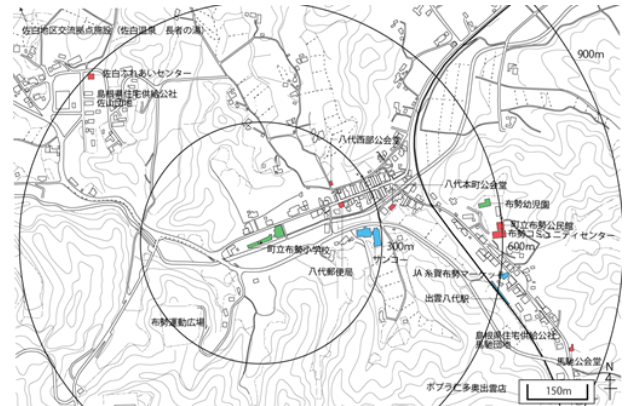 佐白地区交流拠点施設（佐白温泉／長者の湯）
900m
佐白ふれあいセンター
島根県住宅供給公社
佐山団地
八代西部公会堂
八代本町公会堂
布勢幼児園
町立布勢公民館
布勢コミュニティセンター
町立布勢小学校
300m
600m
サンコー
八代郵便局
JA 糸賀布勢マーケット
出雲八代駅
布勢運動広場
島根県住宅供給公社
馬馳団地
馬馳公会堂
N
ポプラ仁多奥出雲店
150m